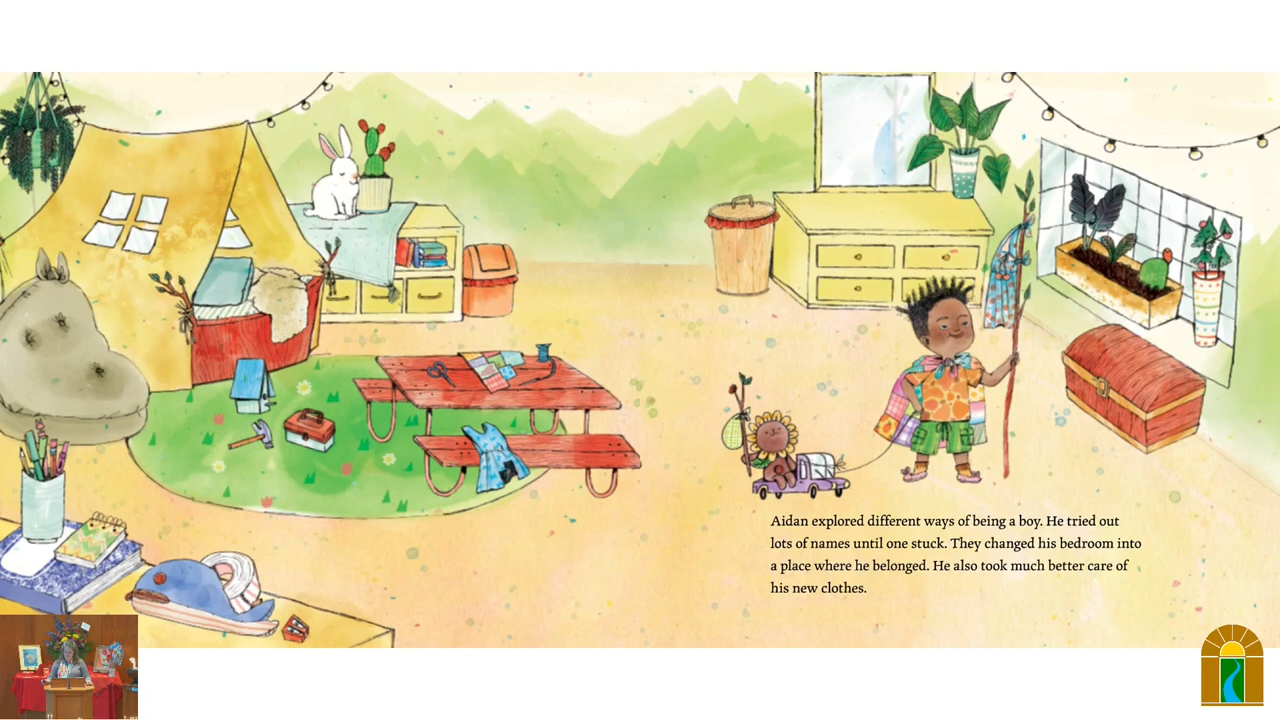 Aidan explored different ways of being a boy. He tried out
lots of names until one stuck. They changed his bedroom into
a place where he belonged. He also took much better care of
his new clothes.